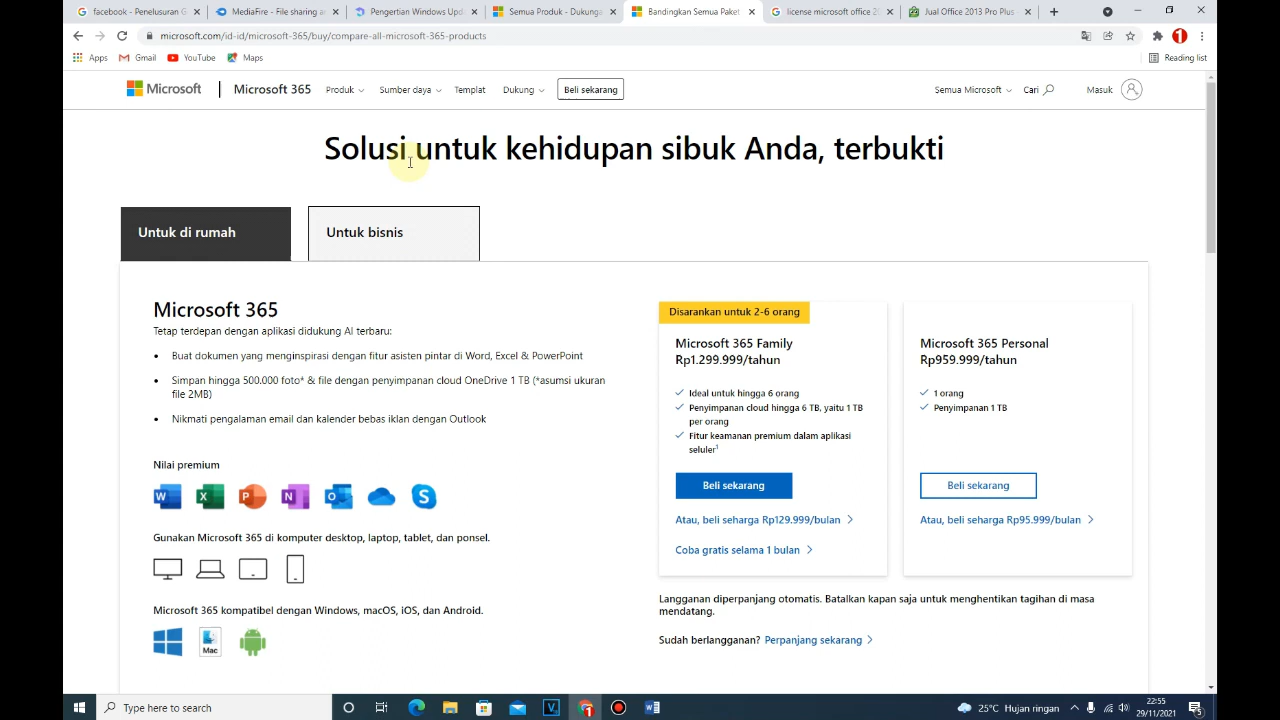 facebook - Penelusuran G
MediaFire - File sharing a
Pengertian Windows Upd
Semua Produk - Dukung
Bandingkan Semua Paket
license microsoft office 2
Jual Office 2013 Pro Plus
microsoft.com/id-id/microsoft-365/buy/compare-all-microsoft-365-products
1
Apps
Gmail
YouTube
Maps
Reading list
Microsoft
Microsoft 365
Produk
Sumber daya
Templat
Dukung
Beli sekarang
Semua Microsoft
Cari
Masuk
Solusi untuk kehidupan sibuk Anda, terbukti
Untuk di rumah
Untuk bisnis
Microsoft 365
Tetap terdepan dengan aplikasi didukung AI terbaru:
• Buat dokumen yang menginspirasi dengan fitur asisten pintar di Word, Excel & PowerPoint
• Simpan hingga 500.000 foto* & file dengan penyimpanan cloud OneDrive 1 TB (*asumsi ukuran
file 2MB)
• Nikmati pengalaman email dan kalender bebas iklan dengan Outlook
Nilai premium
W X P N O S
Gunakan Microsoft 365 di komputer desktop, laptop, tablet, dan ponsel.
Microsoft 365 kompatibel dengan Windows, macOS, iOS, dan Android.
Mac
Disarankan untuk 2-6 orang
Microsoft 365 Family
Rp1.299.999/tahun
Ideal untuk hingga 6 orang
Penyimpanan cloud hingga 6 TB, yaitu 1 TB
per orang
Fitur keamanan premium dalam aplikasi
seluler¹
Beli sekarang
Atau, beli seharga Rp129.999/bulan
Coba gratis selama 1 bulan
Microsoft 365 Personal
Rp959.999/tahun
1 orang
Penyimpanan 1 TB
Beli sekarang
Atau, beli seharga Rp95.999/bulan
Langganan diperpanjang otomatis. Batalkan kapan saja untuk menghentikan tagihan di masa
mendatang.
Sudah berlangganan? Perpanjang sekarang
Type here to search
25°C Hujan ringan
22:55
29/11/2021